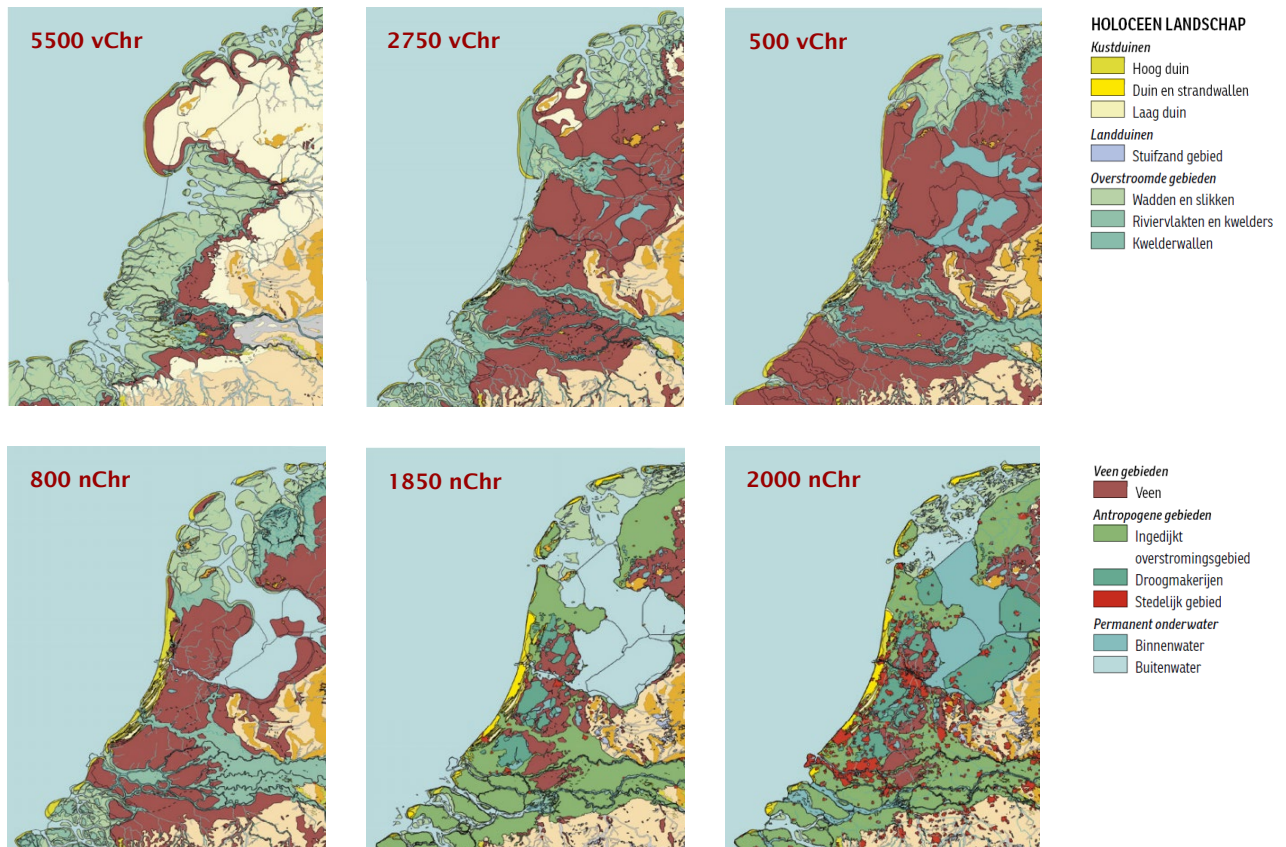 5500 vChr
2750 vChr
500 vChr
HOLOCEEN LANDSCHAP
Kustduinen
Hoog duin
Duin en strandwallen
Laag duin
Landduinen
Stuifzand gebied
Overstroomde gebieden
Wadden en slikken
Riviervlakten en kwelders
Kwelderwallen
800 nChr
1850 nChr
2000 nChr
Veen gebieden
Veen
Antropogene gebieden
Ingedijkt
overstromingsgebied
Droogmakerijen
Stedelijk gebied
Permanent onderwater
Binnenwater
Buitenwater